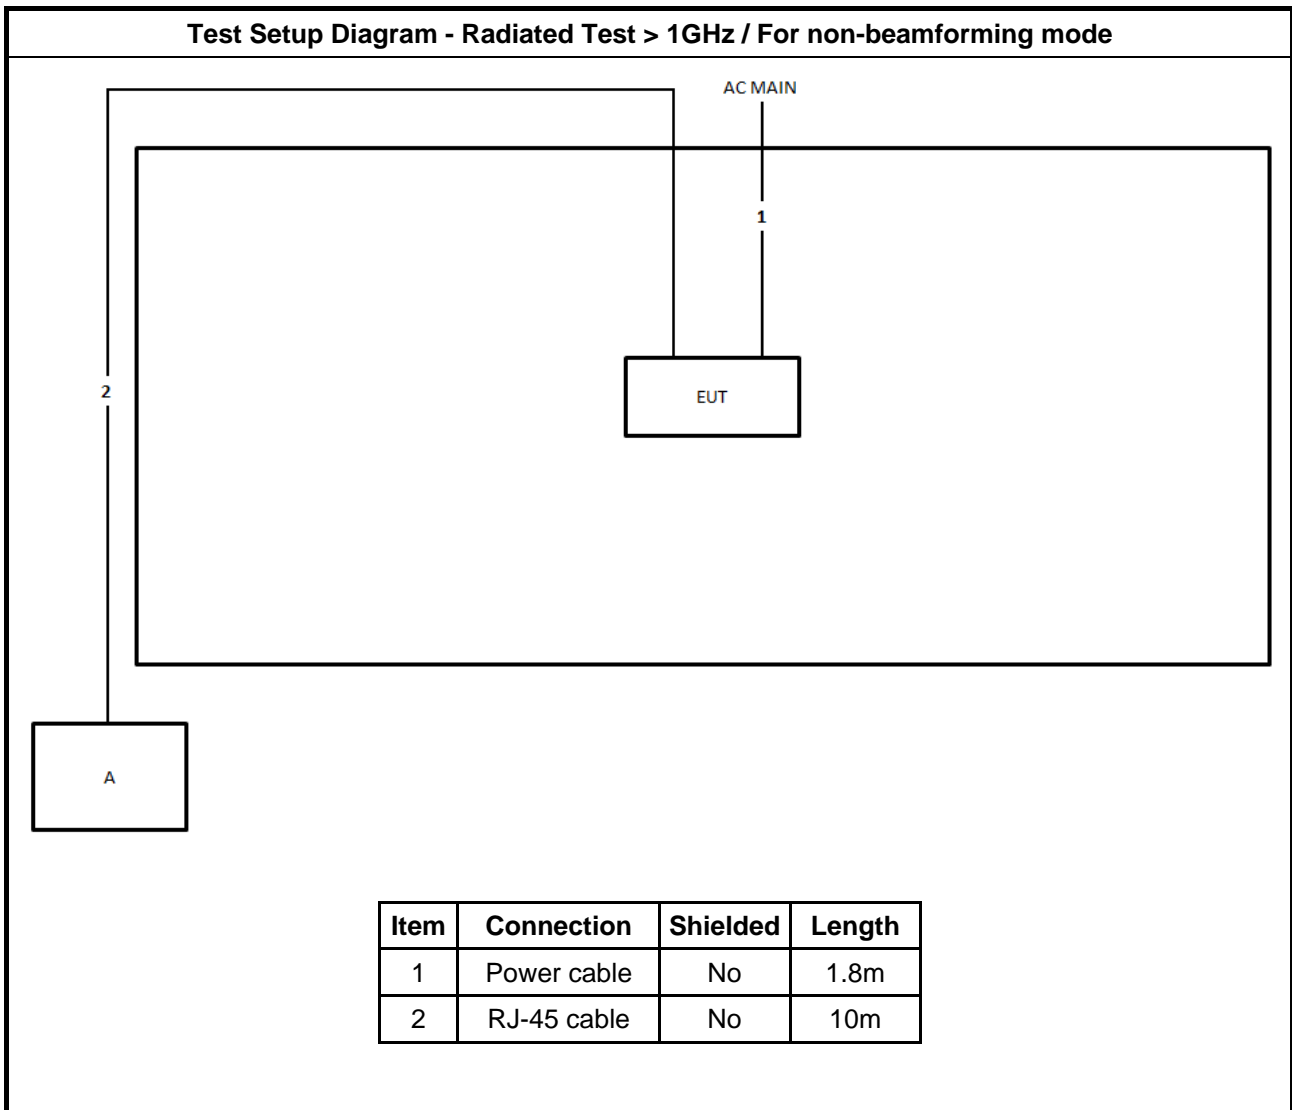 Test Setup Diagram - Radiated Test > 1GHz / For non-beamforming mode
AC MAIN
1
2
EUT
A
Item Connection Shielded Length
1 Power cable No 1.8m
2 RJ-45 cable No 10m